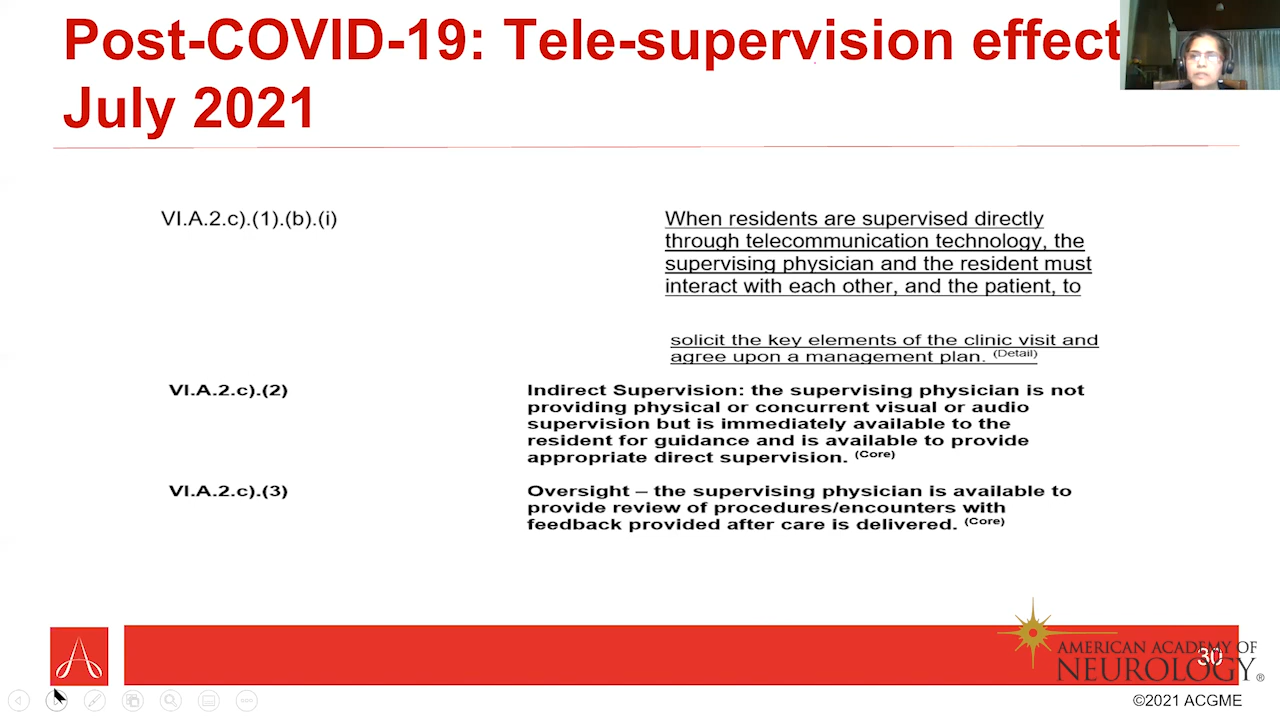 Post-COVID-19: Tele-supervision effect
July 2021
VI.A.2.c).(1).(b).(i)
When residents are supervised directly
through telecommunication technology, the
supervising physician and the resident must
interact with each other, and the patient, to
solicit the key elements of the clinic visit and
agree upon a management plan. (Detail)
VI.A.2.c).(2)
Indirect Supervision: the supervising physician is not
providing physical or concurrent visual or audio
supervision but is immediately available to the
resident for guidance and is available to provide
appropriate direct supervision. (Core)
VI.A.2.c).(3)
Oversight – the supervising physician is available to
provide review of procedures/encounters with
feedback provided after care is delivered. (Core)
AMERICAN ACADEMY OF
NEUROLOGY®
30
©2021 ACGME